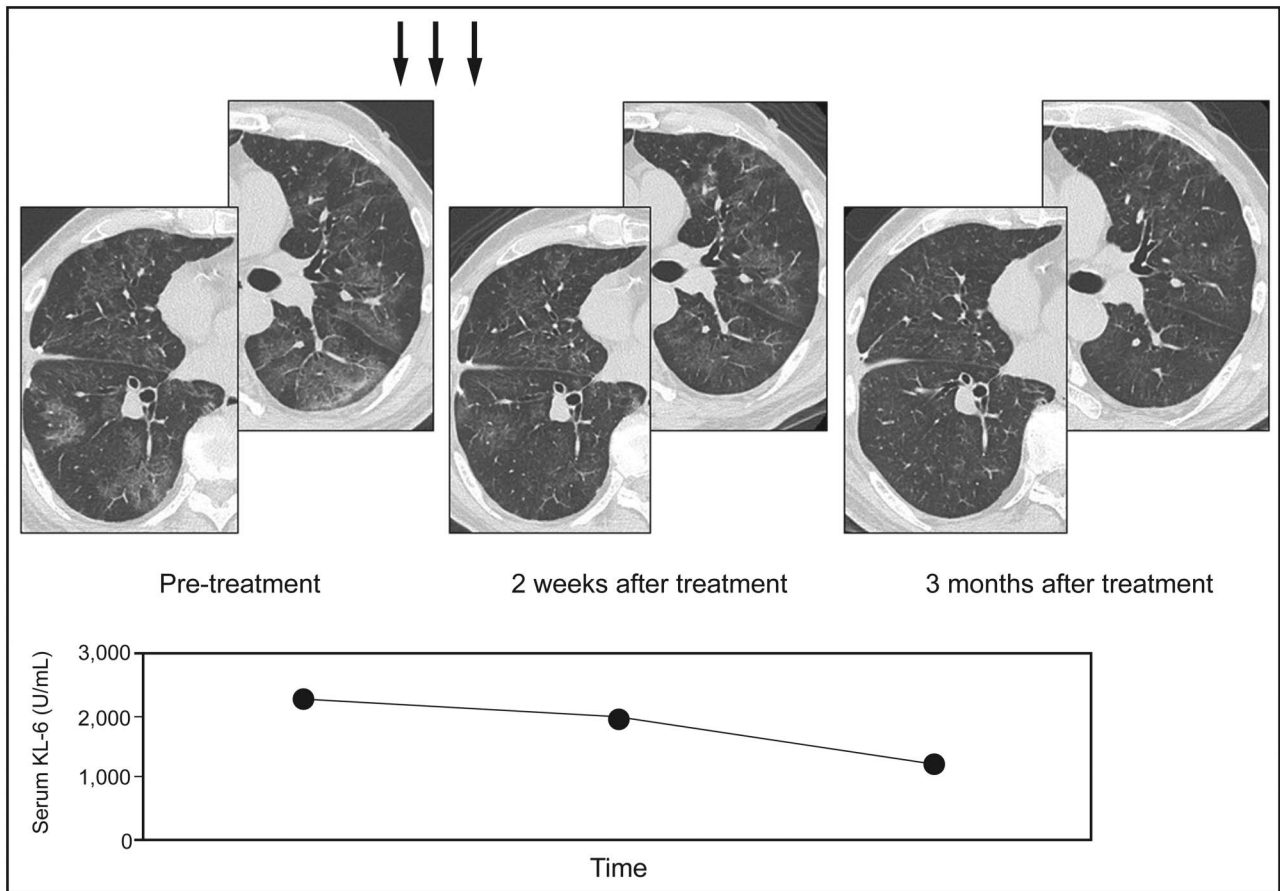 Pre-treatment
2 weeks after treatment
3 months after treatment
Serum KL-6 (U/mL)
3,000
2,000
1,000
0
Time